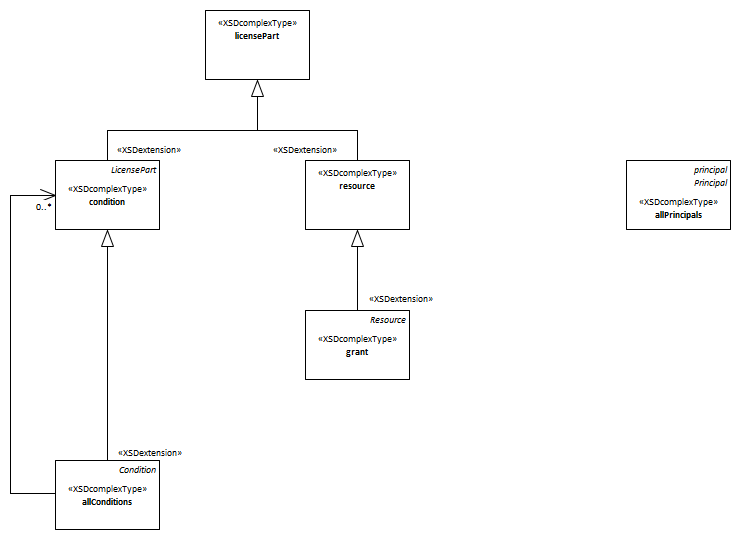 «XSDcomplexType»
licensePart
«XSDextension»
«XSDextension»
LicensePart
«XSDcomplexType»
condition
0..*
«XSDcomplexType»
resource
principal
Principal
«XSDcomplexType»
allPrincipals
«XSDextension»
Resource
«XSDcomplexType»
grant
«XSDextension»
Condition
«XSDcomplexType»
allConditions